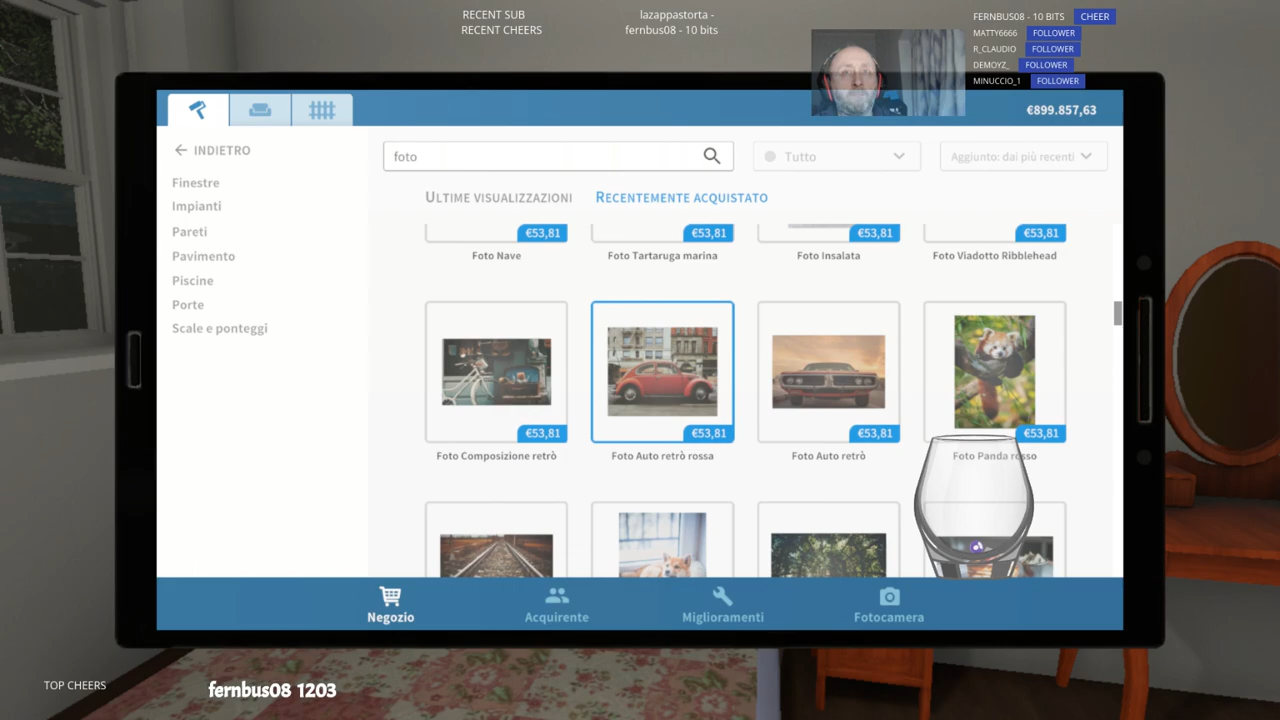 RECENT SUB
lazappastorta -
RECENT CHEERS
fernbus08 - 10 bits
FERNBUS08 - 10 BITS CHEER
MATTY6666 FOLLOWER
R_CLAUDIO FOLLOWER
DEMOYZ_ FOLLOWER
MINUCCIO_1 FOLLOWER
€899.857,63
INDIETRO
Finestre
Impianti
Pareti
Pavimento
Piscine
Porte
Scale e ponteggi
foto
Tutto
Aggiunto: dai più recenti
ULTIME VISUALIZZAZIONI
RECENTEMENTE ACQUISTATO
€53,81 €53,81 €53,81 €53,81
Foto Nave
Foto Tartaruga marina
Foto Insalata
Foto Viadotto Ribblehead
€53,81 €53,81 €53,81 €53,81
Foto Composizione retrò
Foto Auto retrò rossa
Foto Auto retrò
Foto Panda rosso
Negozio
Acquirente
Miglioramenti
Fotocamera
TOP CHEERS
fernbus08 1203